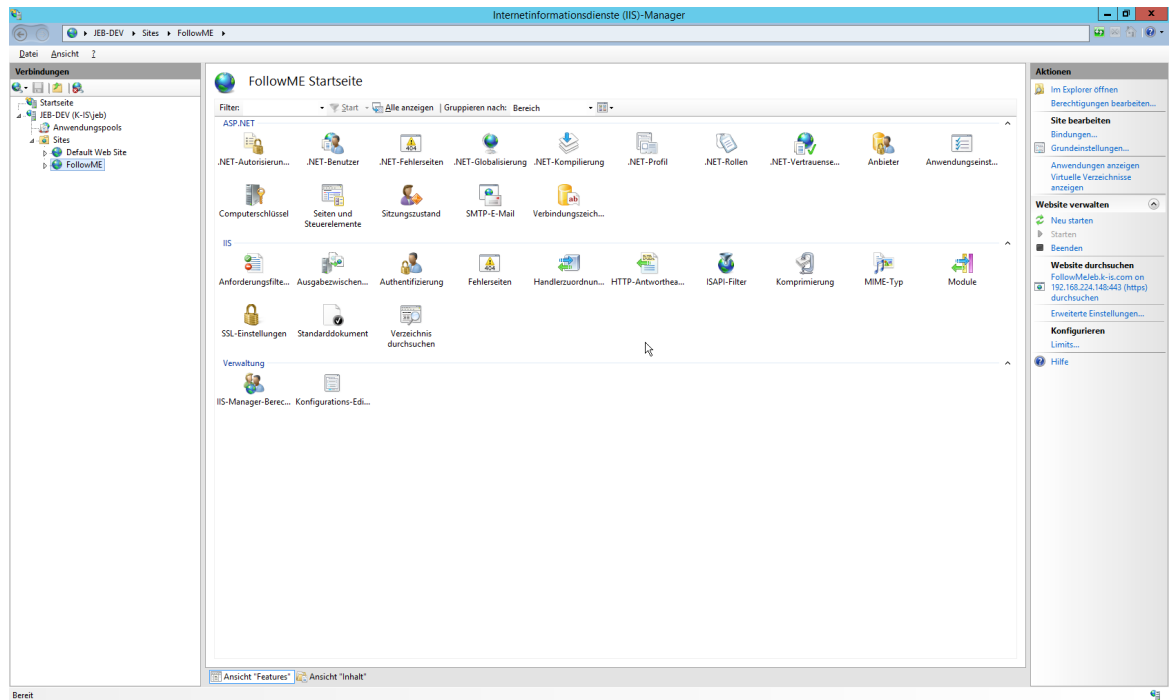 Internetinformationsdienste (IIS)-Manager
JEB-DEV Sites FollowME
Datei Ansicht ?
Verbindungen
Startseite
JEB-DEV (K-IS\jeb)
Anwendungspools
Sites
Default Web Site
FollowME
FollowME Startseite
Filter: Start Alle anzeigen Gruppieren nach: Bereich
ASP.NET
.NET-Autorisierun... .NET-Benutzer .NET-Fehlerseiten .NET-Globalisierung .NET-Kompilierung .NET-Profil .NET-Rollen .NET-Vertrauense... Anbieter Anwendungseinst...
Computerschlüssel Seiten und Steuerelemente Sitzungszustand SMTP-E-Mail Verbindungszeich...
IIS
Anforderungsfilte... Ausgabezwischen... Authentifizierung Fehlerseiten Handlerzuordnun... HTTP-Antworthea... ISAPI-Filter Komprimierung MIME-Typ Module
SSL-Einstellungen Standarddokument Verzeichnis durchsuchen
Verwaltung
IIS-Manager-Berec... Konfigurations-Edi...
Ansicht "Features" Ansicht "Inhalt"
Aktionen
Im Explorer öffnen
Berechtigungen bearbeiten...
Site bearbeiten
Bindungen...
Grundeinstellungen...
Anwendungen anzeigen
Virtuelle Verzeichnisse
anzeigen
Website verwalten
Neu starten
Starten
Beenden
Website durchsuchen
FollowMeJeb.k-is.com on
192.168.224.148:443 (https)
durchsuchen
Erweiterte Einstellungen...
Konfigurieren
Limits...
Hilfe
Bereit